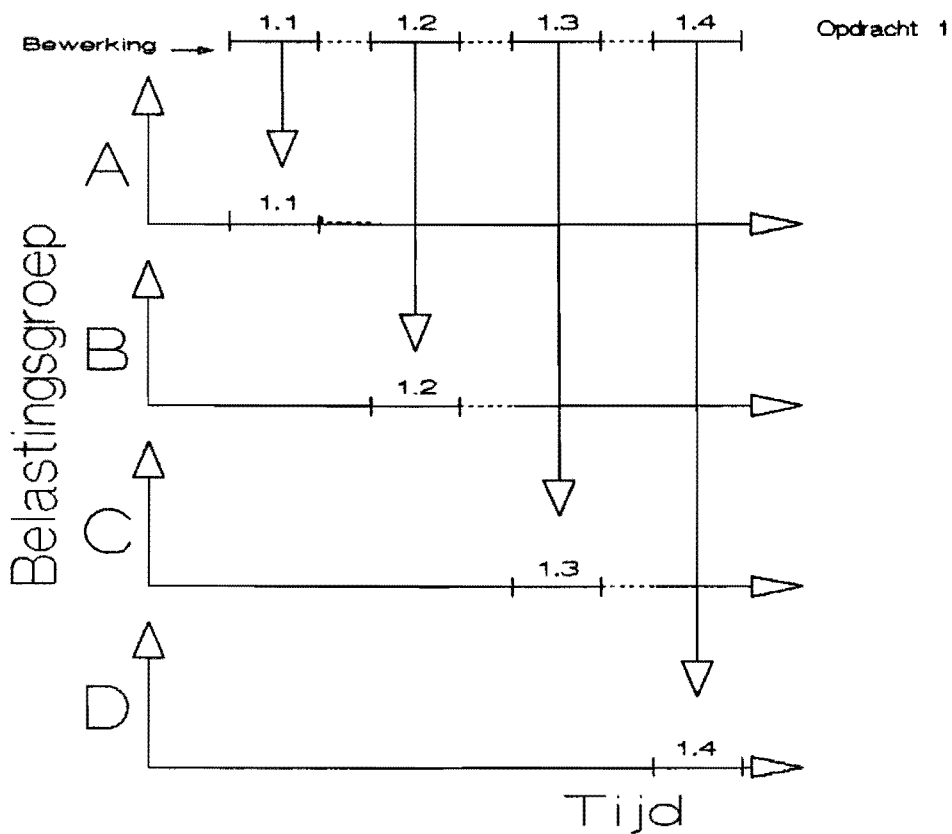 1.1 1.2 1.3 1.4 Opdracht 1
Bewerking
A
1.1
Belastingsgroep
B
1.2
C
1.3
D
1.4
Tijd